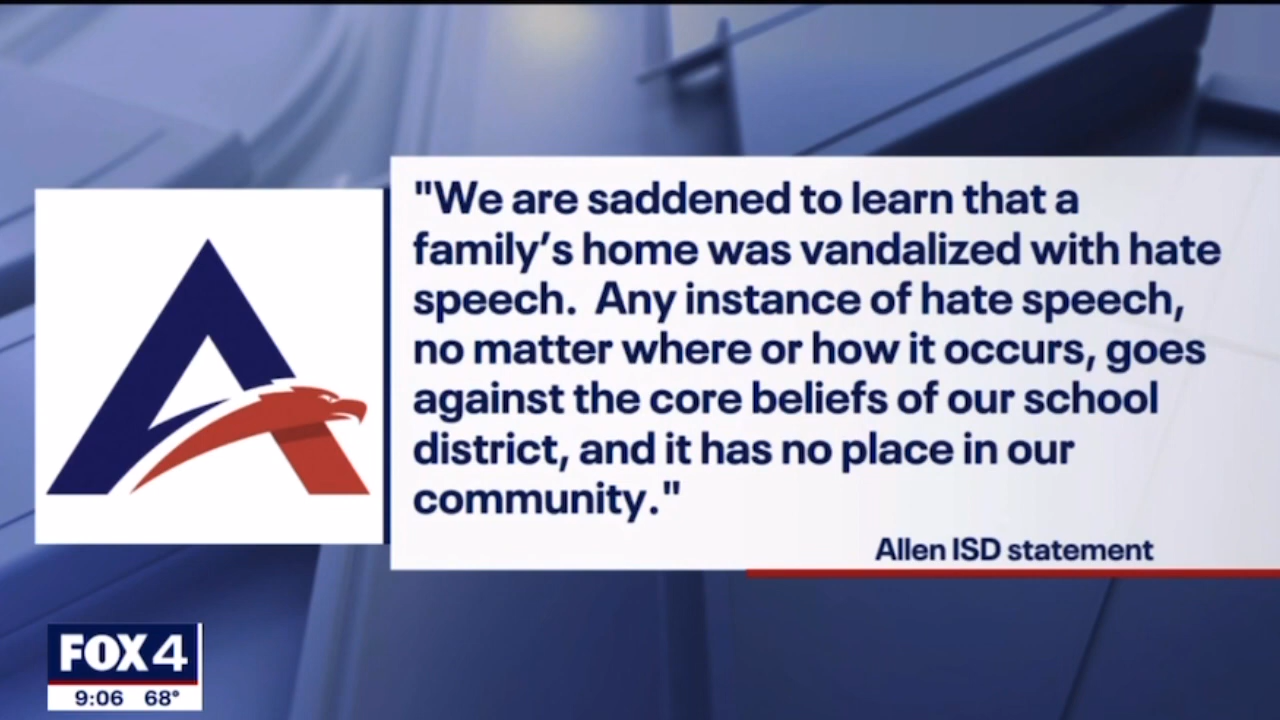 "We are saddened to learn that a
family’s home was vandalized with hate
speech.  Any instance of hate speech,
no matter where or how it occurs, goes
against the core beliefs of our school
district, and it has no place in our
community."
Allen ISD statement
FOX 4
9:06 68°